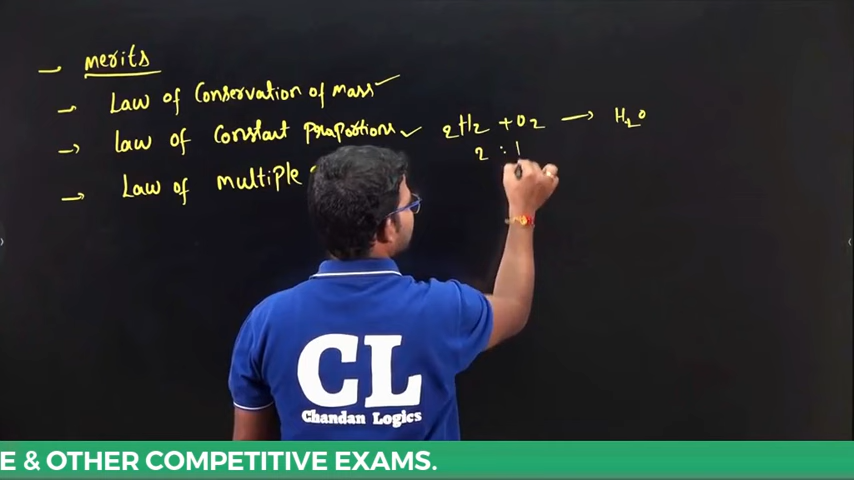 → merits
→ Law of Conservation of mass ✓
→ law of constant proportions ✓ 2H2 + O2 → H2O
2 : 1
→ Law of multiple
CL
Chandan Logics
E & OTHER COMPETITIVE EXAMS.